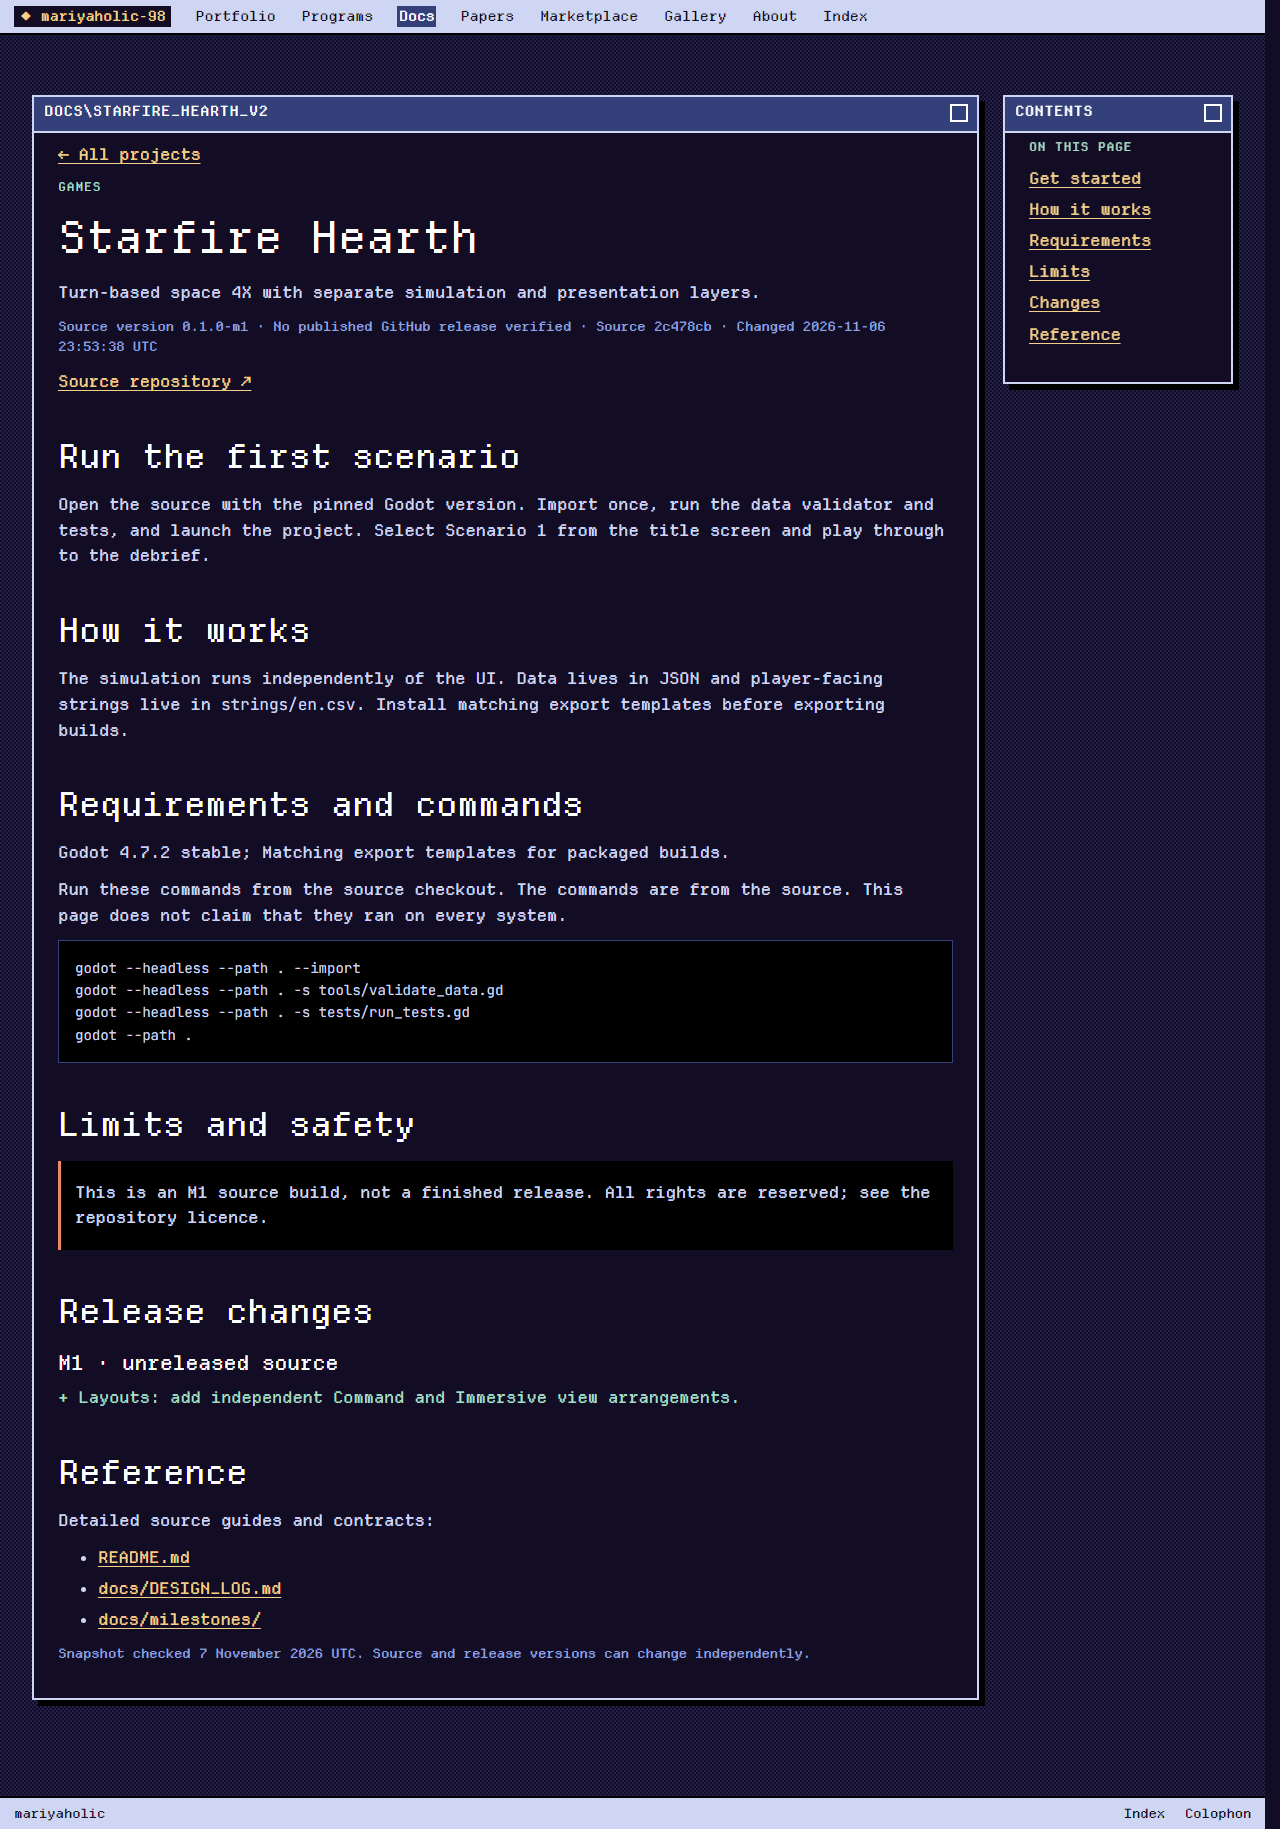 ◆ mariyaholic-98 Portfolio Programs Docs Papers Marketplace Gallery About Index
DOCS\STARFIRE_HEARTH_V2
← All projects
GAMES
Starfire Hearth
Turn-based space 4X with separate simulation and presentation layers.
Source version 0.1.0-m1 · No published GitHub release verified · Source 2c478cb · Changed 2026-11-06
23:53:38 UTC
Source repository ↗
Run the first scenario
Open the source with the pinned Godot version. Import once, run the data validator and
tests, and launch the project. Select Scenario 1 from the title screen and play through
to the debrief.
How it works
The simulation runs independently of the UI. Data lives in JSON and player-facing
strings live in strings/en.csv. Install matching export templates before exporting
builds.
Requirements and commands
Godot 4.7.2 stable; Matching export templates for packaged builds.
Run these commands from the source checkout. The commands are from the source. This
page does not claim that they ran on every system.
godot --headless --path . --import
godot --headless --path . -s tools/validate_data.gd
godot --headless --path . -s tests/run_tests.gd
godot --path .
Limits and safety
This is an M1 source build, not a finished release. All rights are reserved; see the
repository licence.
Release changes
M1 · unreleased source
+ Layouts: add independent Command and Immersive view arrangements.
Reference
Detailed source guides and contracts:
• README.md
• docs/DESIGN_LOG.md
• docs/milestones/
Snapshot checked 7 November 2026 UTC. Source and release versions can change independently.
CONTENTS
ON THIS PAGE
Get started
How it works
Requirements
Limits
Changes
Reference
mariyaholic Index Colophon